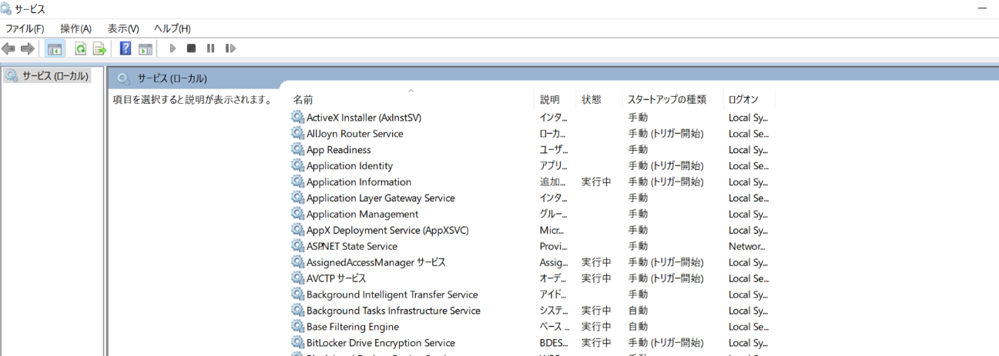 サービス
ファイル(F) 操作(A) 表示(V) ヘルプ(H)
サービス (ローカル)
サービス (ローカル)
項目を選択すると説明が表示されます。
名前 説明 状態 スタートアップの種類 ログオン
ActiveX Installer (AxInstSV) インタ... 手動 Local Sy...
AllJoyn Router Service ローカ... 手動 (トリガー開始) Local Se...
App Readiness ユーザ... 手動 Local Sy...
Application Identity アプリ... 手動 (トリガー開始) Local Se...
Application Information 追加... 実行中 手動 (トリガー開始) Local Sy...
Application Layer Gateway Service インタ... 手動 Local Se...
Application Management グルー... 手動 Local Sy...
AppX Deployment Service (AppXSVC) Micr... 手動 Local Sy...
ASP.NET State Service Provi... 手動 Networ...
AssignedAccessManager サービス Assig... 実行中 手動 (トリガー開始) Local Sy...
AVCTP サービス オーデ... 実行中 手動 (トリガー開始) Local Se...
Background Intelligent Transfer Service アイド... 手動 Local Sy...
Background Tasks Infrastructure Service システ... 実行中 自動 Local Sy...
Base Filtering Engine ベース ... 実行中 自動 Local Se...
BitLocker Drive Encryption Service BDES... 実行中 手動 (トリガー開始) Local Sy...